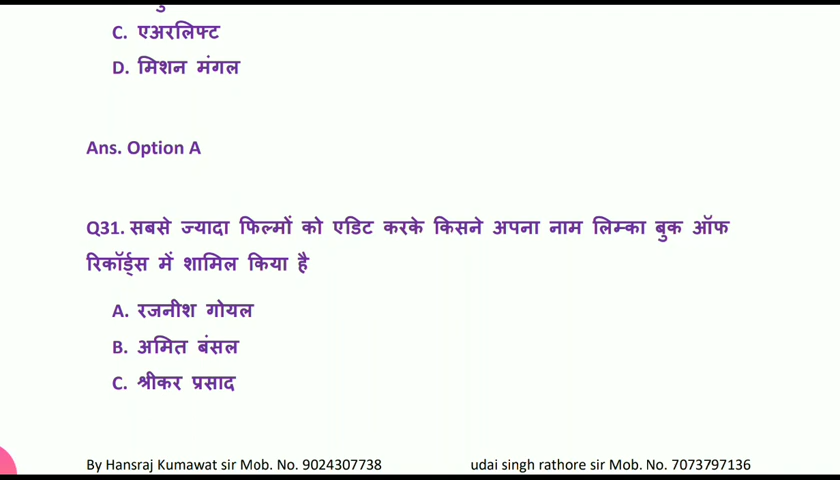 C. एअरलिफ्ट
D. मिशन मंगल
Ans. Option A
Q31. सबसे ज्यादा फिल्मों को एडिट करके किसने अपना नाम लिम्का बुक ऑफ
रिकॉर्ड्स में शामिल किया है
A. रजनीश गोयल
B. अमित बंसल
C. श्रीकर प्रसाद
By Hansraj Kumawat sir Mob. No. 9024307738 udai singh rathore sir Mob. No. 7073797136